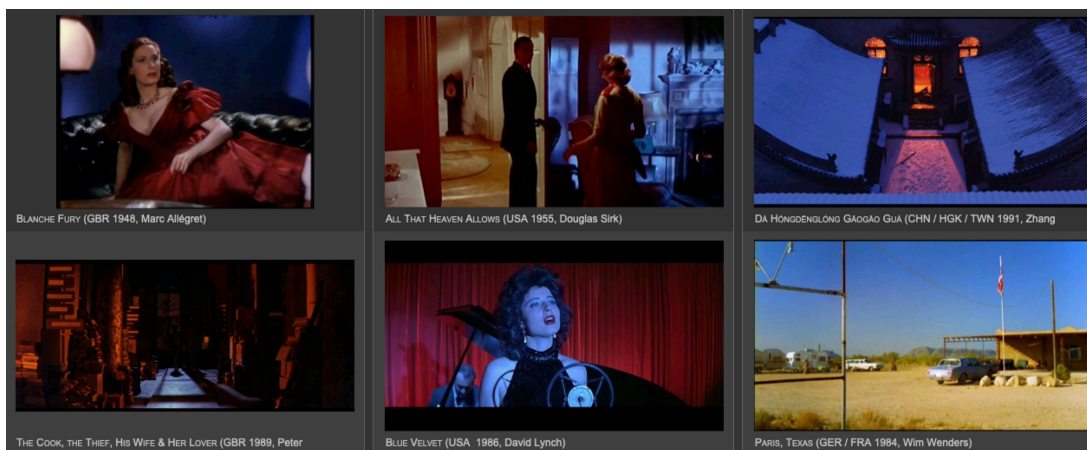 Blanche Fury (GBR 1948, Marc Allégret)
All That Heaven Allows (USA 1955, Douglas Sirk)
Dà Hóngdēnglóng Gāogāo Guà (CHN / HGK / TWN 1991, Zhang
The Cook, the Thief, His Wife & Her Lover (GBR 1989, Peter
Blue Velvet (USA  1986, David Lynch)
Paris, Texas (GER / FRA 1984, Wim Wenders)